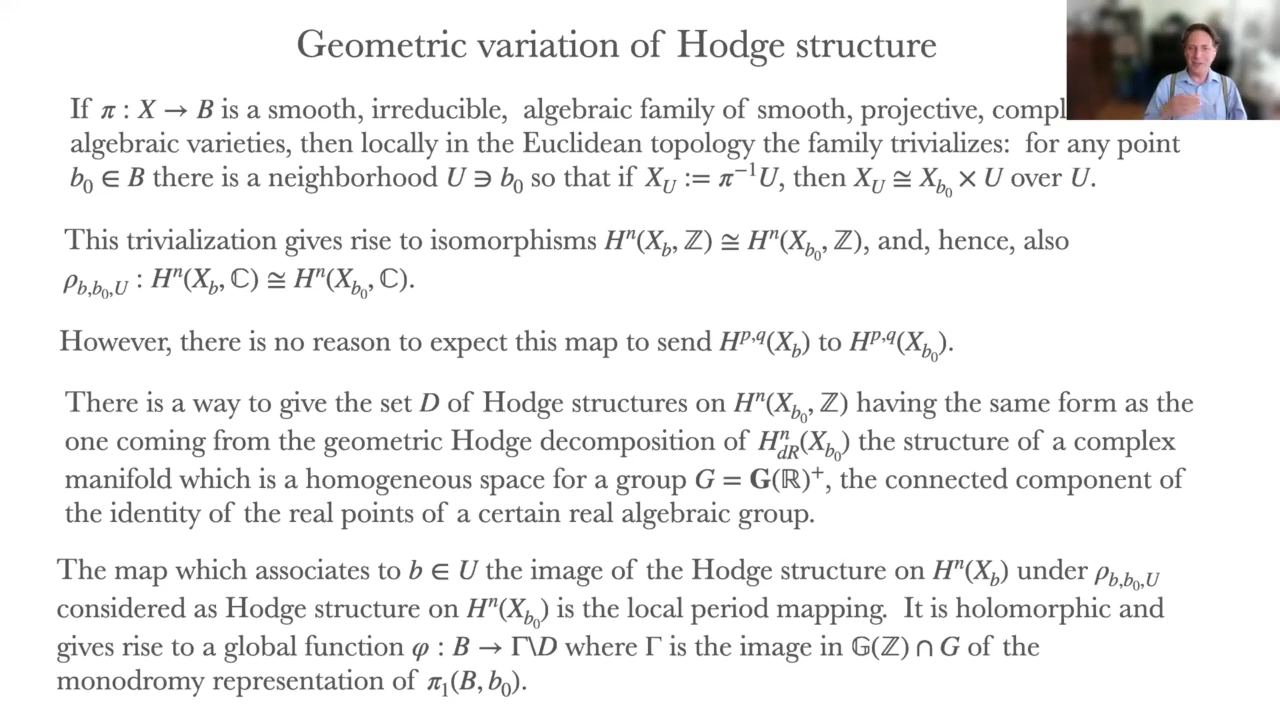 Geometric variation of Hodge structure
If π : X → B is a smooth, irreducible, algebraic family of smooth, projective,
algebraic varieties, then locally in the Euclidean topology the family trivializes: for any point
b₀ ∈ B there is a neighborhood U ∋ b₀ so that if X_U := π⁻¹U, then X_U ≅ X_{b₀} × U over U.
This trivialization gives rise to isomorphisms Hⁿ(X_b, ℤ) ≅ Hⁿ(X_{b₀}, ℤ), and, hence, also
ρ_{b,b₀,U} : Hⁿ(X_b, ℂ) ≅ Hⁿ(X_{b₀}, ℂ).
However, there is no reason to expect this map to send H^{p,q}(X_b) to H^{p,q}(X_{b₀}).
There is a way to give the set D of Hodge structures on Hⁿ(X_{b₀}, ℤ) having the same form as the
one coming from the geometric Hodge decomposition of Hⁿ_{dR}(X_{b₀}) the structure of a complex
manifold which is a homogeneous space for a group G = 𝐆(ℝ)⁺, the connected component of
the identity of the real points of a certain real algebraic group.
The map which associates to b ∈ U the image of the Hodge structure on Hⁿ(X_b) under ρ_{b,b₀,U}
considered as Hodge structure on Hⁿ(X_{b₀}) is the local period mapping. It is holomorphic and
gives rise to a global function φ : B → Γ\D where Γ is the image in 𝔾(ℤ) ∩ G of the
monodromy representation of π₁(B, b₀).